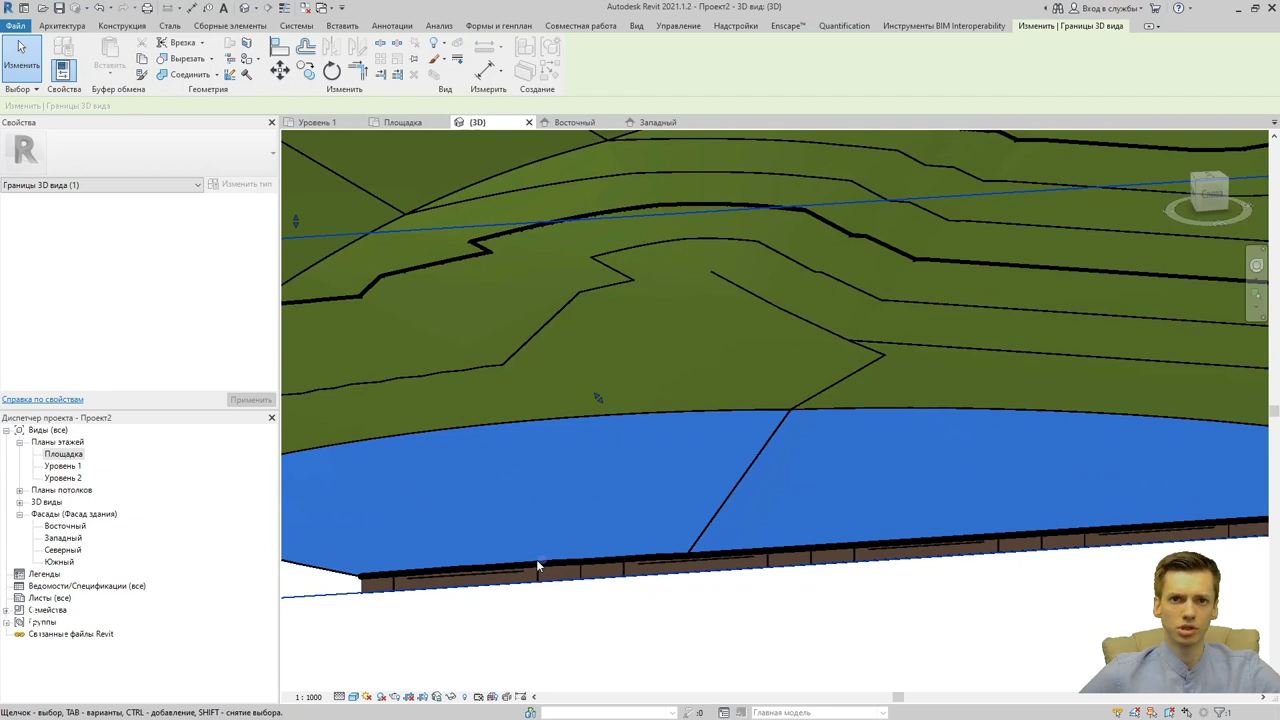 Autodesk Revit 2021.1.2 - Проект2 - 3D вид: {3D}
Вход в службы
Файл Архитектура Конструкция Сталь Сборные элементы Системы Вставить Аннотации Анализ Формы и генплан Совместная работа Вид Управление Надстройки Enscape™ Quantification Инструменты BIM Interoperability Изменить | Границы 3D вида
Изменить
Вставить
Врезка
Вырезать
Соединить
Выбор Свойства Буфер обмена Геометрия Изменить Вид Измерить Создание
Изменить | Границы 3D вида
Свойства
Уровень 1 Площадка {3D} Восточный Западный
R
Границы 3D вида (1)
Изменить тип
Справка по свойствам
Применить
Диспетчер проекта - Проект2
Виды (все)
Планы этажей
Площадка
Уровень 1
Уровень 2
Планы потолков
3D виды
Фасады (Фасад здания)
Восточный
Западный
Северный
Южный
Легенды
Ведомости/Спецификации (все)
Листы (все)
Семейства
Группы
Связанные файлы Revit
1 : 1000
Щелчок - выбор, TAB - варианты, CTRL - добавление, SHIFT - снятие выбора.
:0
Главная модель
:1